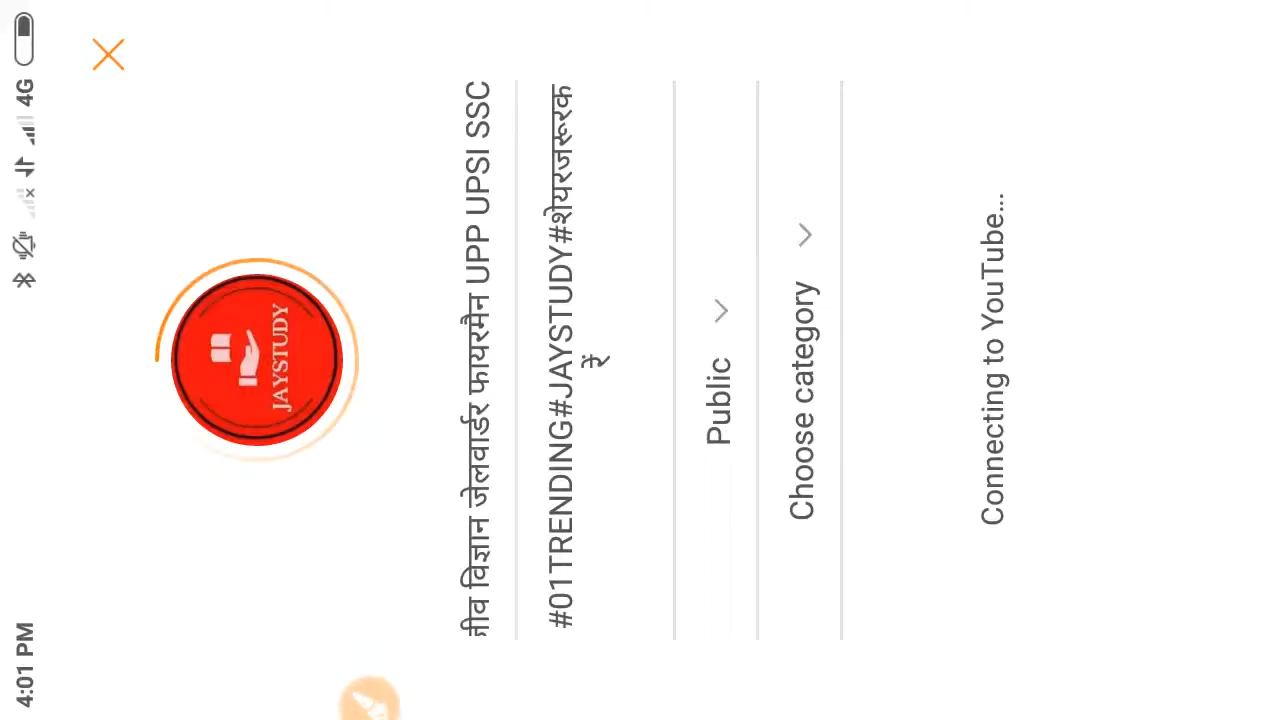 4:01 PM
4G
JAYSTUDY
जीव विज्ञान जेलवार्डर फायरमैन UPP UPSI SSC
#01TRENDING#JAYSTUDY#शेयरजरूरक
रें
Public
Choose category
Connecting to YouTube...